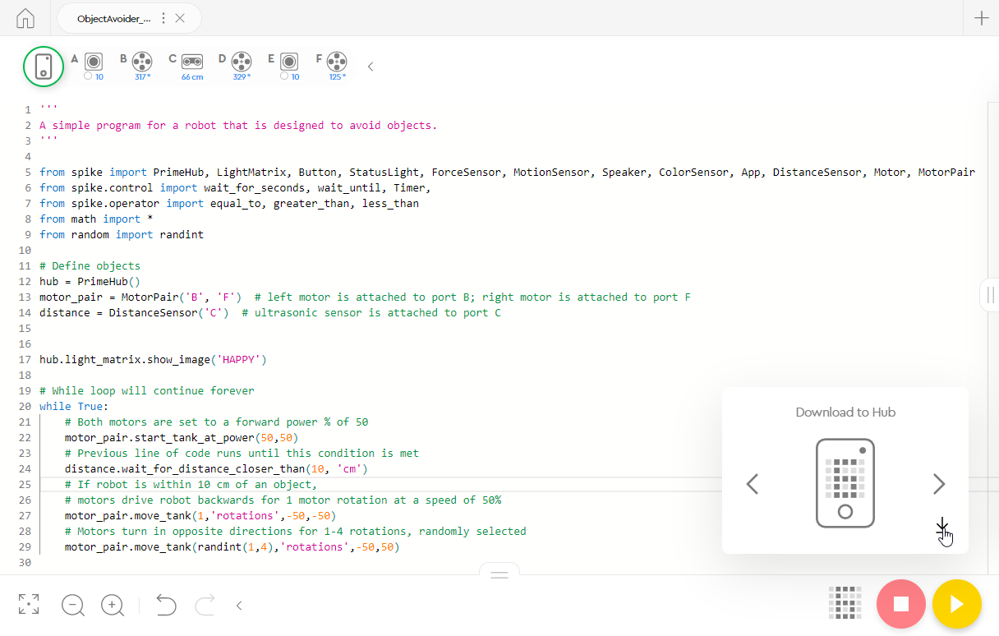 ObjectAvoider_...
A B C D E F
10 317° 66 cm 329° 10 125°
1 '''
2 A simple program for a robot that is designed to avoid objects.
3 '''
4
5 from spike import PrimeHub, LightMatrix, Button, StatusLight, ForceSensor, MotionSensor, Speaker, ColorSensor, App, DistanceSensor, Motor, MotorPair
6 from spike.control import wait_for_seconds, wait_until, Timer,
7 from spike.operator import equal_to, greater_than, less_than
8 from math import *
9 from random import randint
10
11 # Define objects
12 hub = PrimeHub()
13 motor_pair = MotorPair('B', 'F')  # left motor is attached to port B; right motor is attached to port F
14 distance = DistanceSensor('C')  # ultrasonic sensor is attached to port C
15
16
17 hub.light_matrix.show_image('HAPPY')
18
19 # While loop will continue forever
20 while True:
21     # Both motors are set to a forward power % of 50
22     motor_pair.start_tank_at_power(50,50)
23     # Previous line of code runs until this condition is met
24     distance.wait_for_distance_closer_than(10, 'cm')
25     # If robot is within 10 cm of an object,
26     # motors drive robot backwards for 1 motor rotation at a speed of 50%
27     motor_pair.move_tank(1,'rotations',-50,-50)
28     # Motors turn in opposite directions for 1-4 rotations, randomly selected
29     motor_pair.move_tank(randint(1,4),'rotations',-50,50)
30
Download to Hub